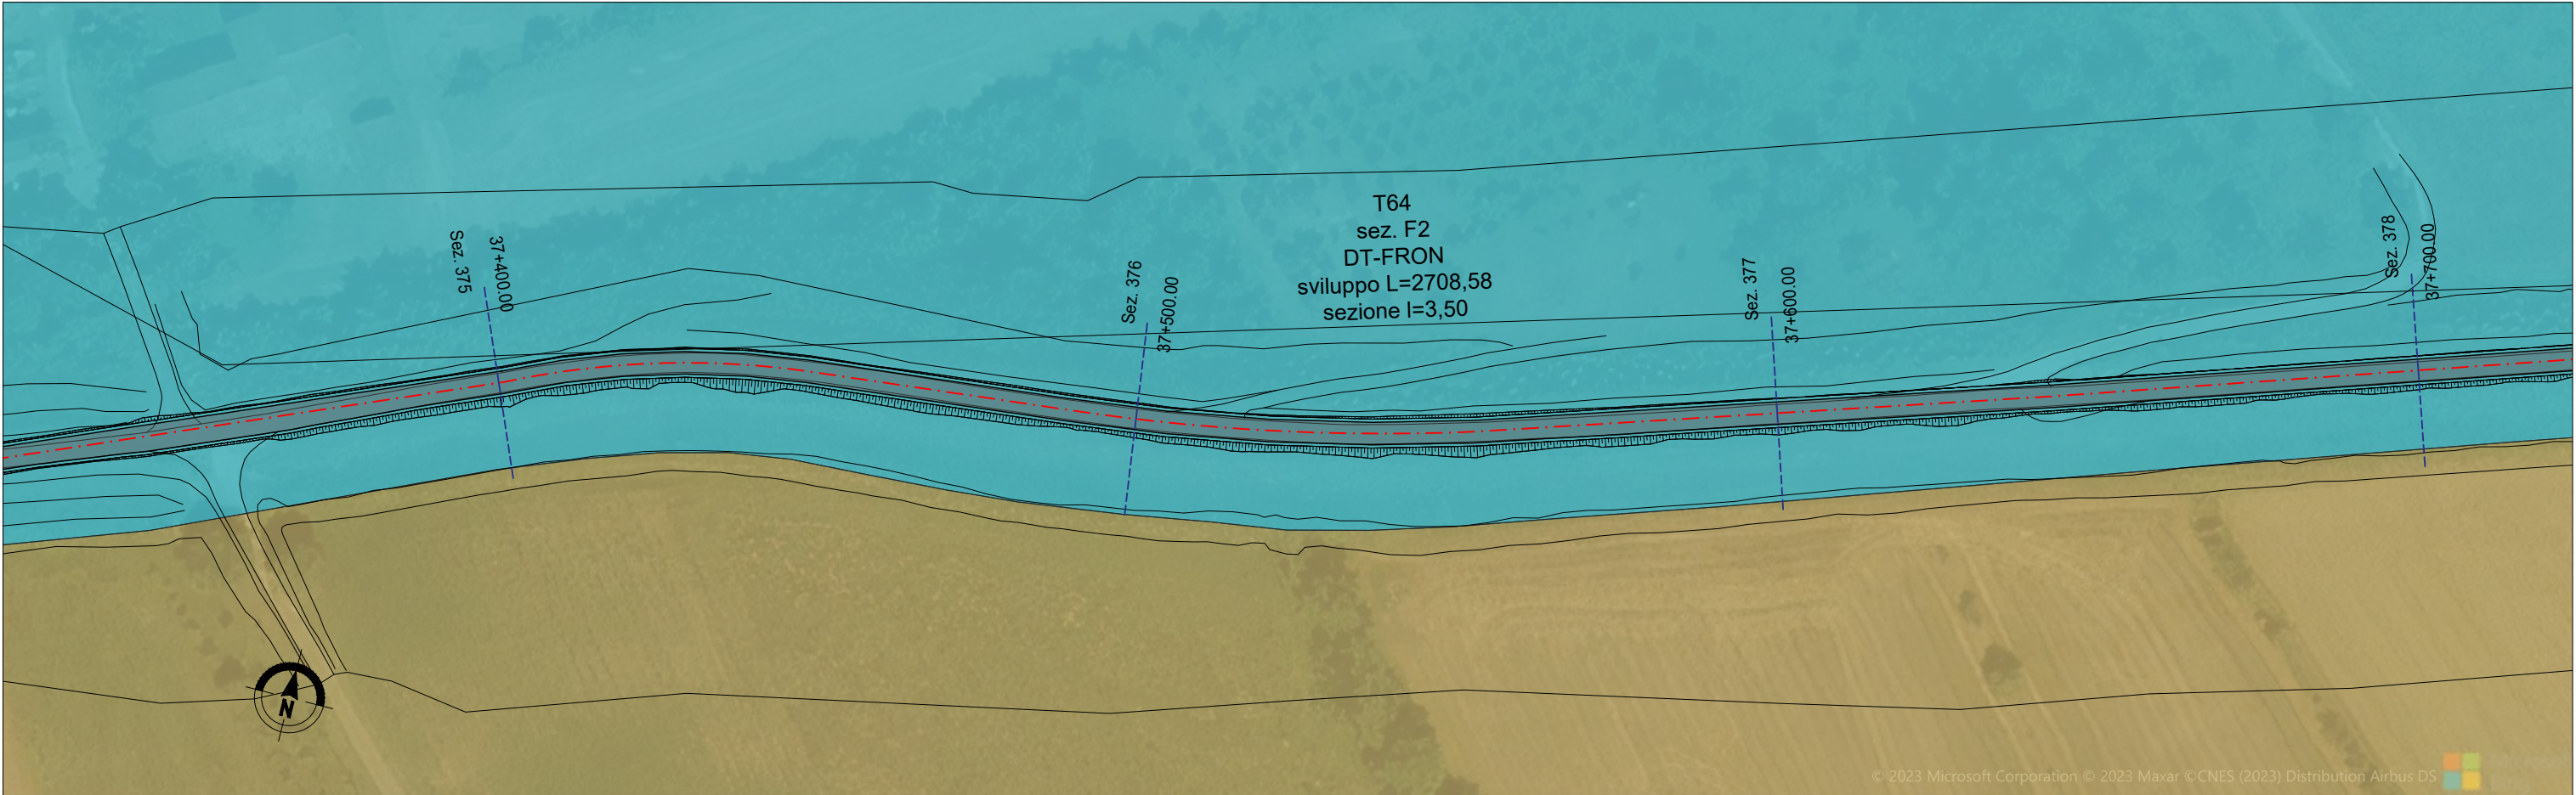 T64
sez. F2
DT-FRON
sviluppo L=2708,58
sezione l=3,50
Sez. 375
37+400.00
Sez. 376
37+500.00
Sez. 377
37+600.00
Sez. 378
37+700.00
N
© 2023 Microsoft Corporation © 2023 Maxar ©CNES (2023) Distribution Airbus DS